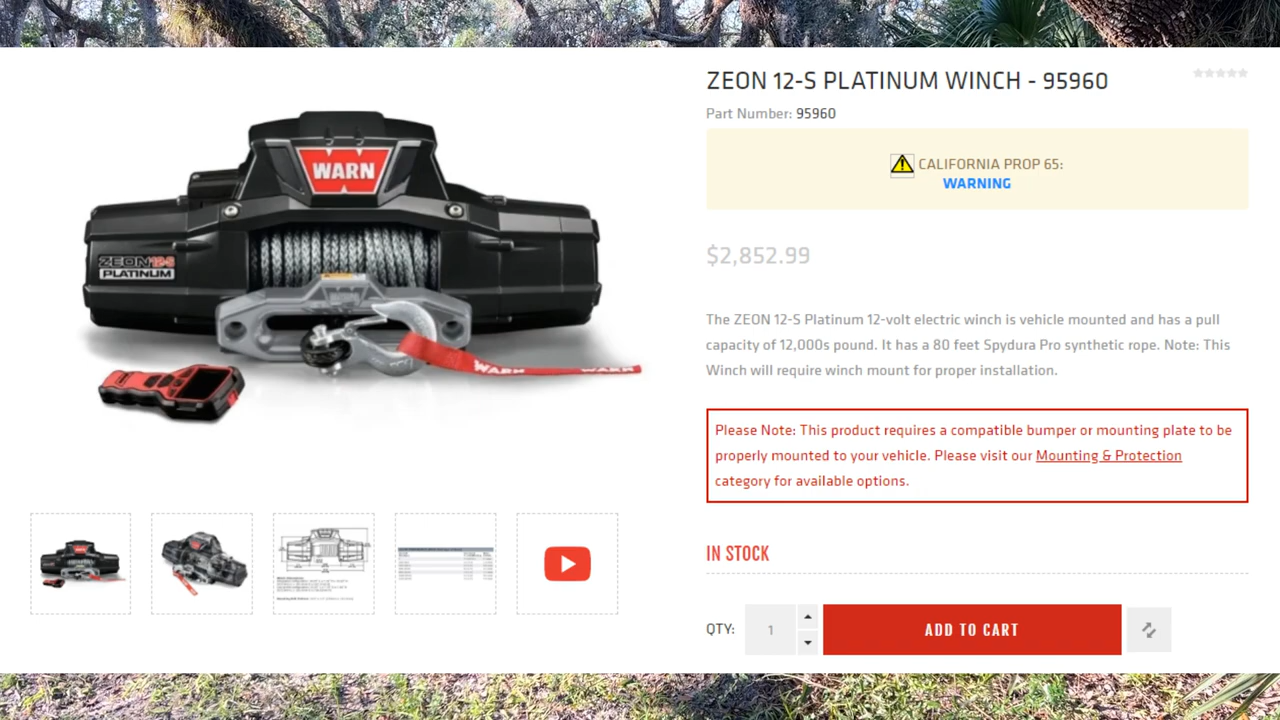 ZEON 12-S PLATINUM WINCH - 95960
Part Number: 95960
CALIFORNIA PROP 65:
WARNING
$2,852.99
The ZEON 12-S Platinum 12-volt electric winch is vehicle mounted and has a pull
capacity of 12,000s pound. It has a 80 feet Spydura Pro synthetic rope. Note: This
Winch will require winch mount for proper installation.
Please Note: This product requires a compatible bumper or mounting plate to be
properly mounted to your vehicle. Please visit our Mounting & Protection
category for available options.
IN STOCK
QTY: 1
ADD TO CART
WARN
ZEON 12-S
PLATINUM
WARN WARN